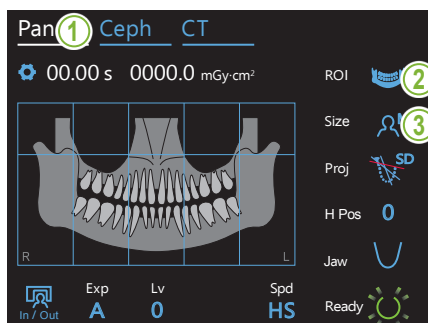 Pan 1 Ceph CT
00.00 s 0000.0 mGy·cm²
ROI 2
Size 3
Proj SD
H Pos 0
R L
Jaw
Exp Lv Spd
In / Out A 0 HS
Ready